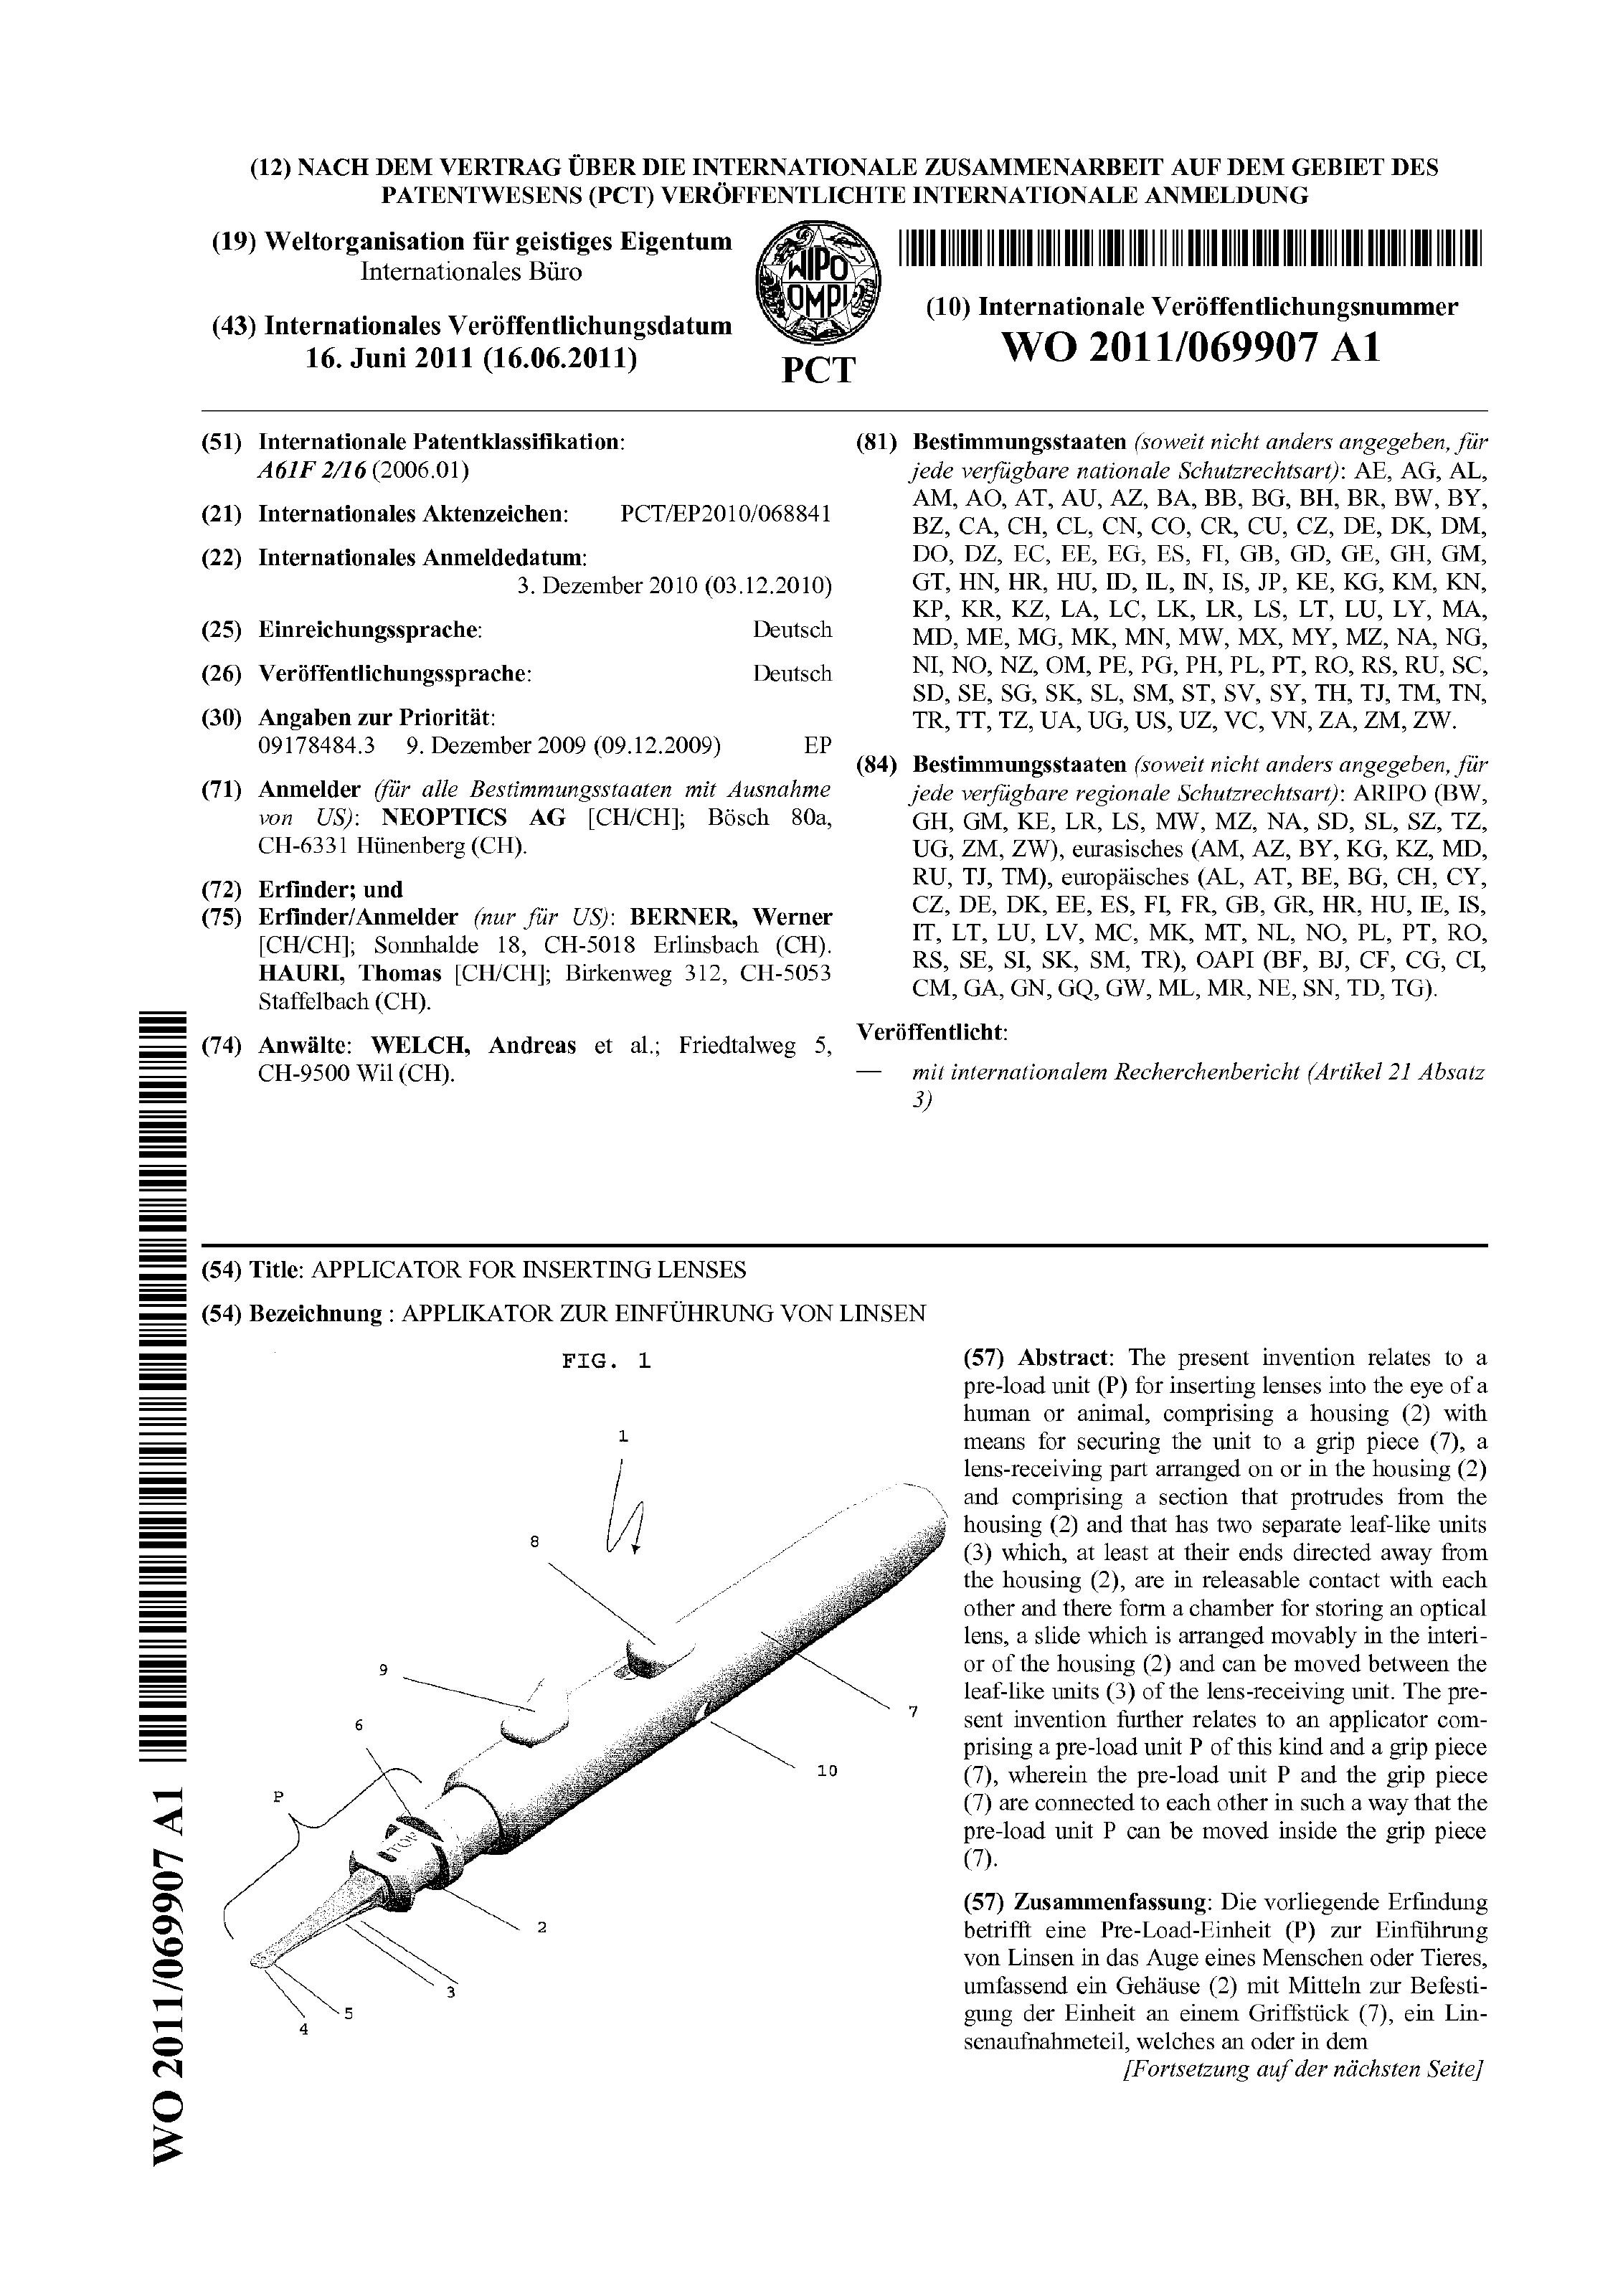 (12) NACH DEM VERTRAG ÜBER DIE INTERNATIONALE ZUSAMMENARBEIT AUF DEM GEBIET DES
PATENTWESENS (PCT) VERÖFFENTLICHTE INTERNATIONALE ANMELDUNG
(19) Weltorganisation für geistiges Eigentum
Internationales Büro
(43) Internationales Veröffentlichungsdatum
16. Juni 2011 (16.06.2011)
WIPO
OMPI
PCT
(10) Internationale Veröffentlichungsnummer
WO 2011/069907 A1
(51) Internationale Patentklassifikation:
A61F 2/16 (2006.01)
(21) Internationales Aktenzeichen: PCT/EP2010/068841
(22) Internationales Anmeldedatum:
3. Dezember 2010 (03.12.2010)
(25) Einreichungssprache: Deutsch
(26) Veröffentlichungssprache: Deutsch
(30) Angaben zur Priorität:
09178484.3 9. Dezember 2009 (09.12.2009) EP
(71) Anmelder (für alle Bestimmungsstaaten mit Ausnahme
von US): NEOPTICS AG [CH/CH]; Bösch 80a,
CH-6331 Hünenberg (CH).
(72) Erfinder; und
(75) Erfinder/Anmelder (nur für US): BERNER, Werner
[CH/CH]; Sonnhalde 18, CH-5018 Erlinsbach (CH).
HAURI, Thomas [CH/CH]; Birkenweg 312, CH-5053
Staffelbach (CH).
(74) Anwälte: WELCH, Andreas et al.; Friedtalweg 5,
CH-9500 Wil (CH).
(81) Bestimmungsstaaten (soweit nicht anders angegeben, für
jede verfügbare nationale Schutzrechtsart): AE, AG, AL,
AM, AO, AT, AU, AZ, BA, BB, BG, BH, BR, BW, BY,
BZ, CA, CH, CL, CN, CO, CR, CU, CZ, DE, DK, DM,
DO, DZ, EC, EE, EG, ES, FI, GB, GD, GE, GH, GM,
GT, HN, HR, HU, ID, IL, IN, IS, JP, KE, KG, KM, KN,
KP, KR, KZ, LA, LC, LK, LR, LS, LT, LU, LY, MA,
MD, ME, MG, MK, MN, MW, MX, MY, MZ, NA, NG,
NI, NO, NZ, OM, PE, PG, PH, PL, PT, RO, RS, RU, SC,
SD, SE, SG, SK, SL, SM, ST, SV, SY, TH, TJ, TM, TN,
TR, TT, TZ, UA, UG, US, UZ, VC, VN, ZA, ZM, ZW.
(84) Bestimmungsstaaten (soweit nicht anders angegeben, für
jede verfügbare regionale Schutzrechtsart): ARIPO (BW,
GH, GM, KE, LR, LS, MW, MZ, NA, SD, SL, SZ, TZ,
UG, ZM, ZW), eurasisches (AM, AZ, BY, KG, KZ, MD,
RU, TJ, TM), europäisches (AL, AT, BE, BG, CH, CY,
CZ, DE, DK, EE, ES, FI, FR, GB, GR, HR, HU, IE, IS,
IT, LT, LU, LV, MC, MK, MT, NL, NO, PL, PT, RO,
RS, SE, SI, SK, SM, TR), OAPI (BF, BJ, CF, CG, CI,
CM, GA, GN, GQ, GW, ML, MR, NE, SN, TD, TG).
Veröffentlicht:
— mit internationalem Recherchenbericht (Artikel 21 Absatz
3)
(54) Title: APPLICATOR FOR INSERTING LENSES
(54) Bezeichnung : APPLIKATOR ZUR EINFÜHRUNG VON LINSEN
FIG. 1
1
8
9
7
6
10
P
TOP
2
3
5
4
(57) Abstract: The present invention relates to a
pre-load unit (P) for inserting lenses into the eye of a
human or animal, comprising a housing (2) with
means for securing the unit to a grip piece (7), a
lens-receiving part arranged on or in the housing (2)
and comprising a section that protrudes from the
housing (2) and that has two separate leaf-like units
(3) which, at least at their ends directed away from
the housing (2), are in releasable contact with each
other and there form a chamber for storing an optical
lens, a slide which is arranged movably in the interi-
or of the housing (2) and can be moved between the
leaf-like units (3) of the lens-receiving unit. The pre-
sent invention further relates to an applicator com-
prising a pre-load unit P of this kind and a grip piece
(7), wherein the pre-load unit P and the grip piece
(7) are connected to each other in such a way that the
pre-load unit P can be moved inside the grip piece
(7).
(57) Zusammenfassung: Die vorliegende Erfindung
betrifft eine Pre-Load-Einheit (P) zur Einführung
von Linsen in das Auge eines Menschen oder Tieres,
umfassend ein Gehäuse (2) mit Mitteln zur Befesti-
gung der Einheit an einem Griffstück (7), ein Lin-
senaufnahmeteil, welches an oder in dem
[Fortsetzung auf der nächsten Seite]
WO 2011/069907 A1